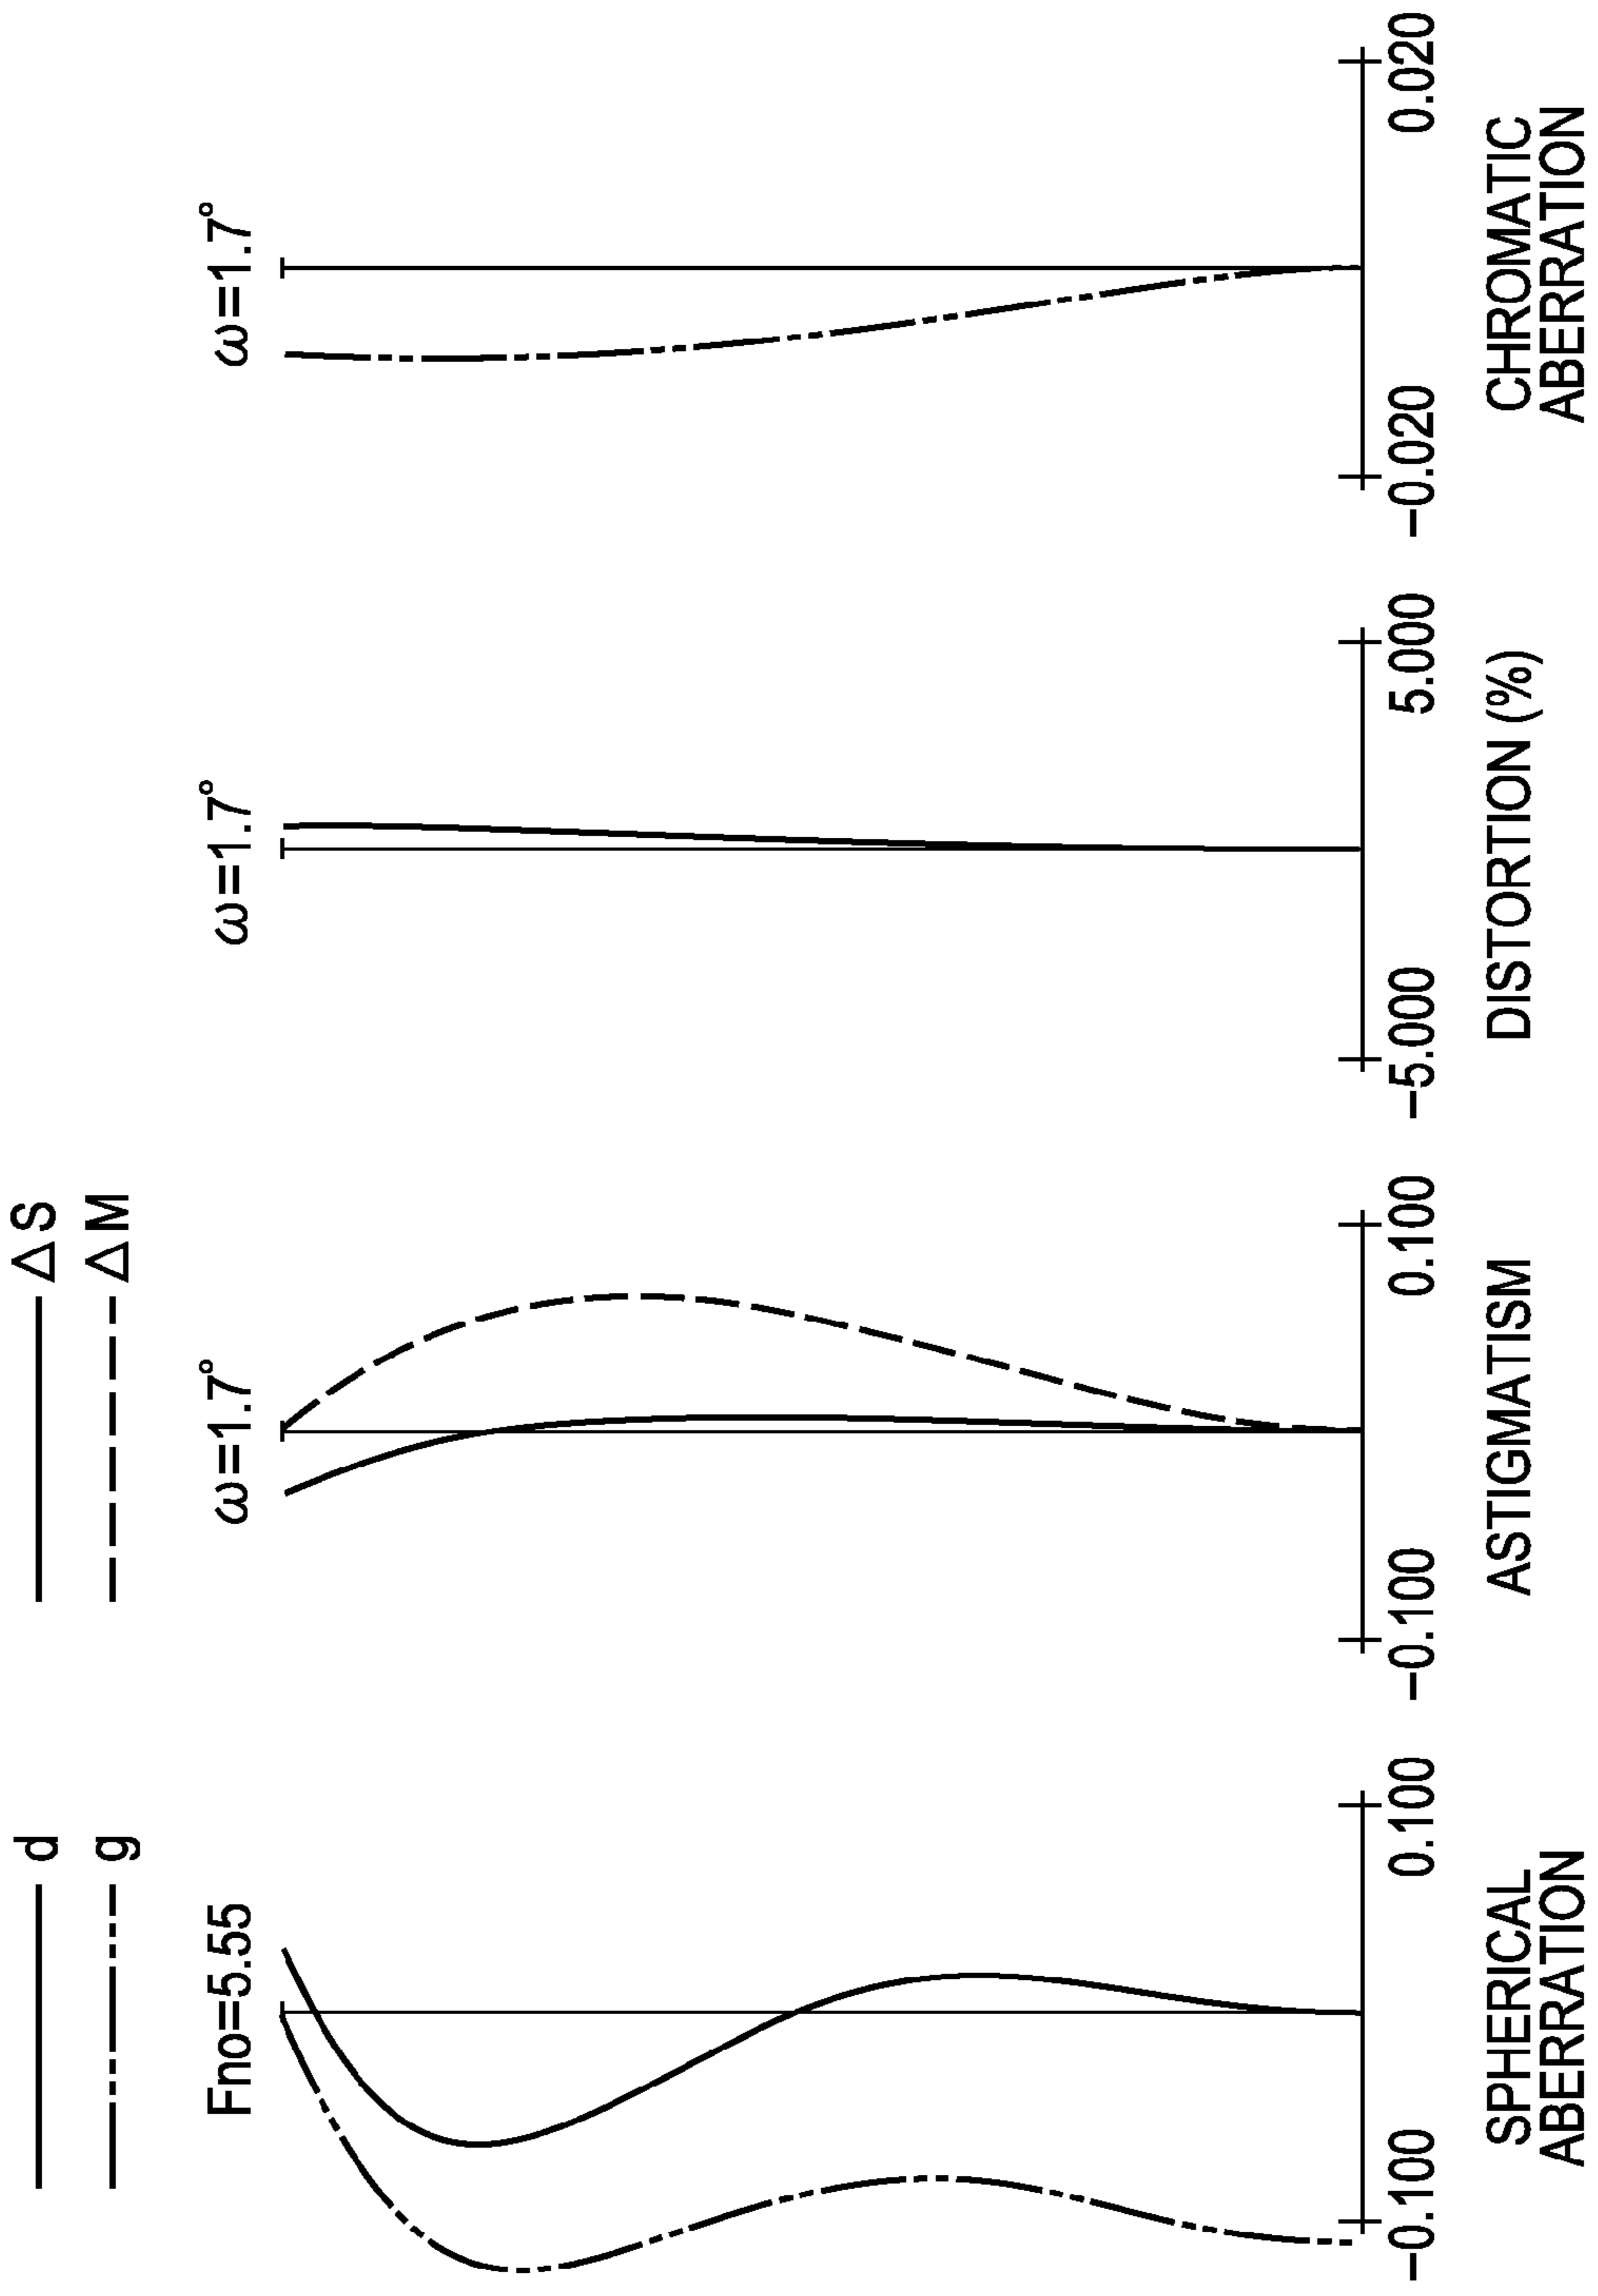 d
g
ΔS
ΔM
Fno=5.55
ω=1.7°
ω=1.7°
ω=1.7°
-0.100
0.100
-0.100
0.100
-5.000
5.000
-0.020
0.020
SPHERICAL
ABERRATION
ASTIGMATISM
DISTORTION (%)
CHROMATIC
ABERRATION